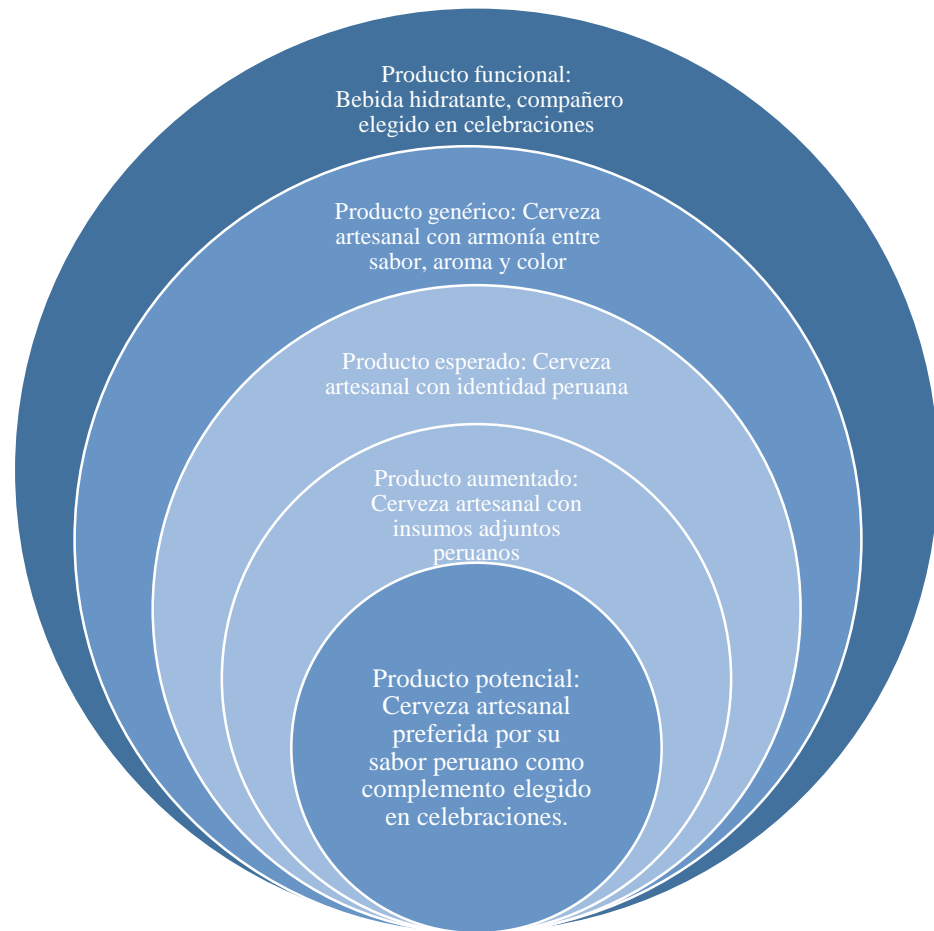 Producto funcional:
Bebida hidratante, compañero
elegido en celebraciones
Producto genérico: Cerveza
artesanal con armonía entre
sabor, aroma y color
Producto esperado: Cerveza
artesanal con identidad peruana
Producto aumentado:
Cerveza artesanal con
insumos adjuntos
peruanos
Producto potencial:
Cerveza artesanal
preferida por su
sabor peruano como
complemento elegido
en celebraciones.